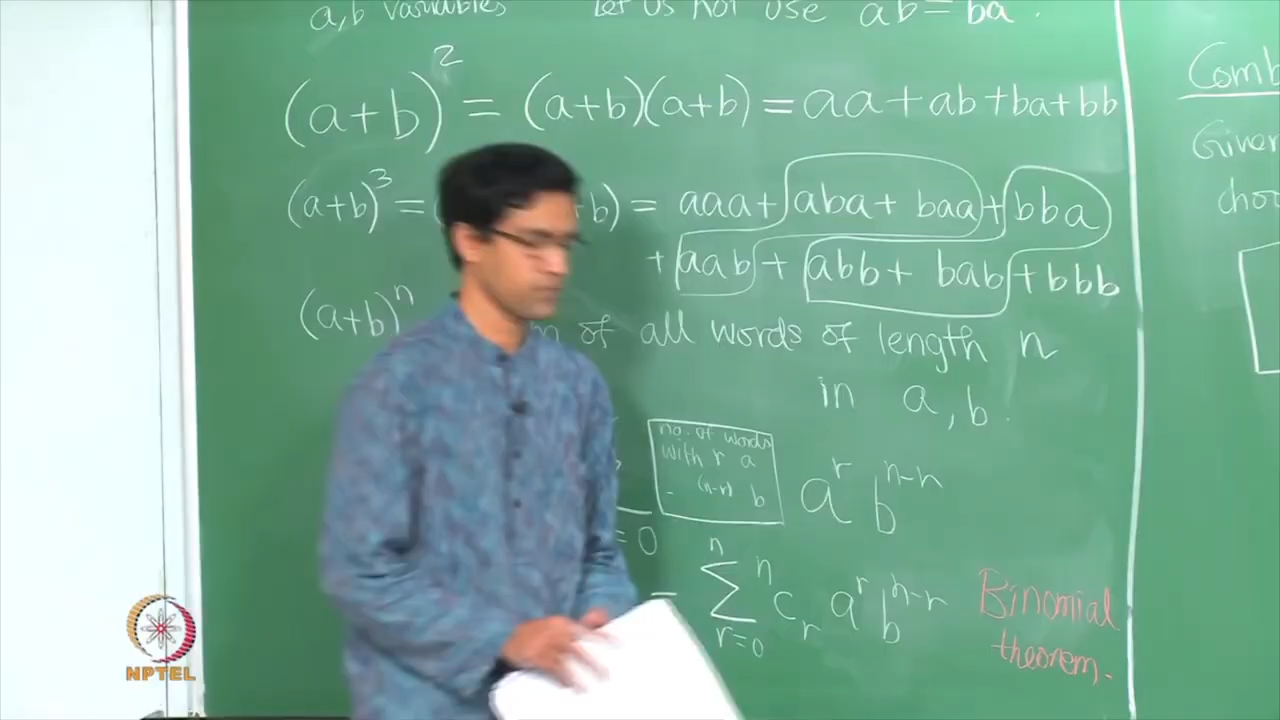 a,b variables Let us not use ab = ba.
(a+b)² = (a+b)(a+b) = aa + ab + ba + bb
(a+b)³ = ( b) = aaa + aba + baa + bba
+ aab + abb + bab + bbb
(a+b)ⁿ of all words of length n
in a, b.
no. of words
with r a
- (n-r) b
aʳ bⁿ⁻ʰ
= 0
= ∑ⁿᵣ₌₀ ⁿcᵣ aʳ bⁿ⁻ʳ
Binomial
theorem.
Comb
Given
choo
NPTEL